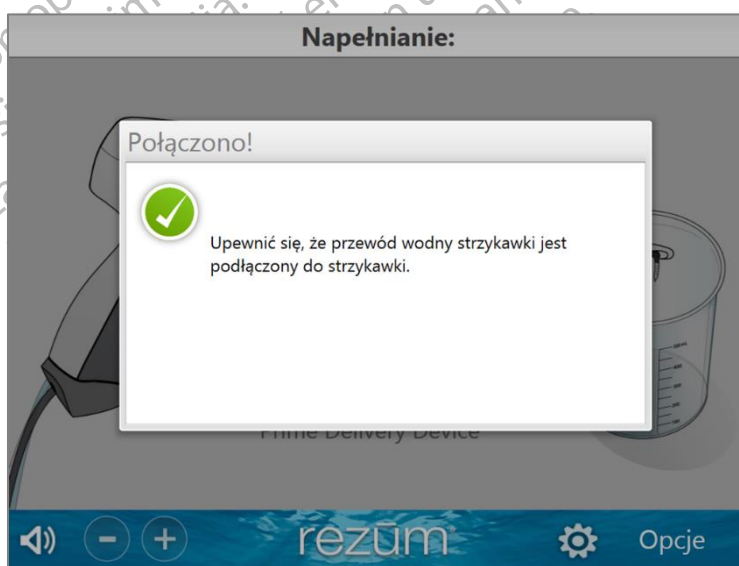 Napełnianie:
Połączono!
Upewnić się, że przewód wodny strzykawki jest
podłączony do strzykawki.
Prime Delivery Device
rezūm
Opcje